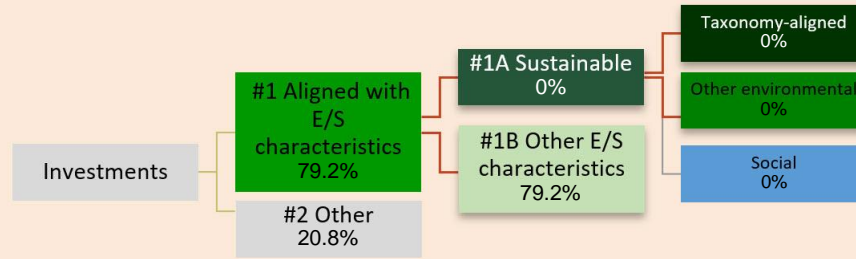 Investments
#1 Aligned with
E/S
characteristics
79.2%
#2 Other
20.8%
#1A Sustainable
0%
#1B Other E/S
characteristics
79.2%
Taxonomy-aligned
0%
Other environmental
0%
Social
0%